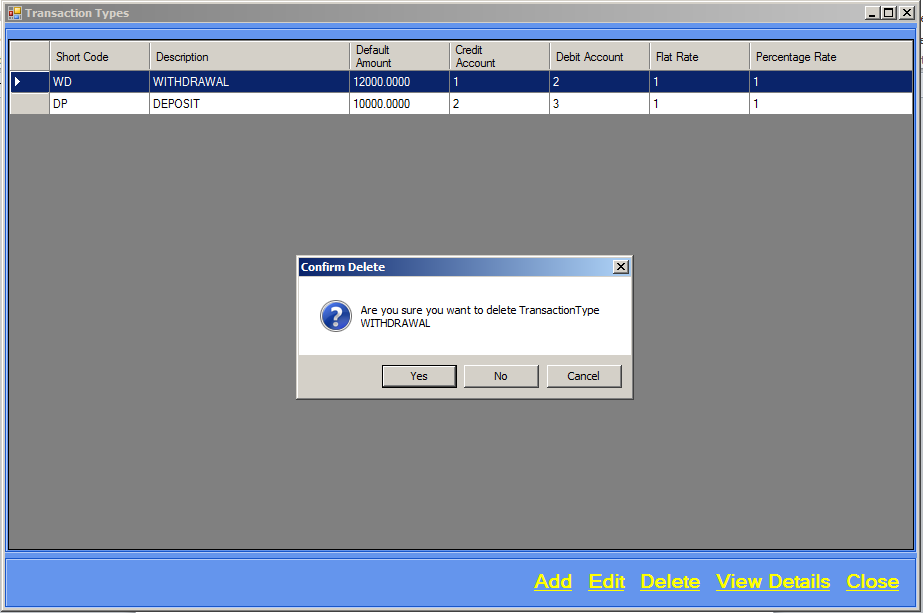 Transaction Types
Short Code Description Default Amount Credit Account Debit Account Flat Rate Percentage Rate
WD WITHDRAWAL 12000.0000 1 2 1 1
DP DEPOSIT 10000.0000 2 3 1 1
Confirm Delete
?
Are you sure you want to delete TransactionType
WITHDRAWAL
Yes No Cancel
Add Edit Delete View Details Close